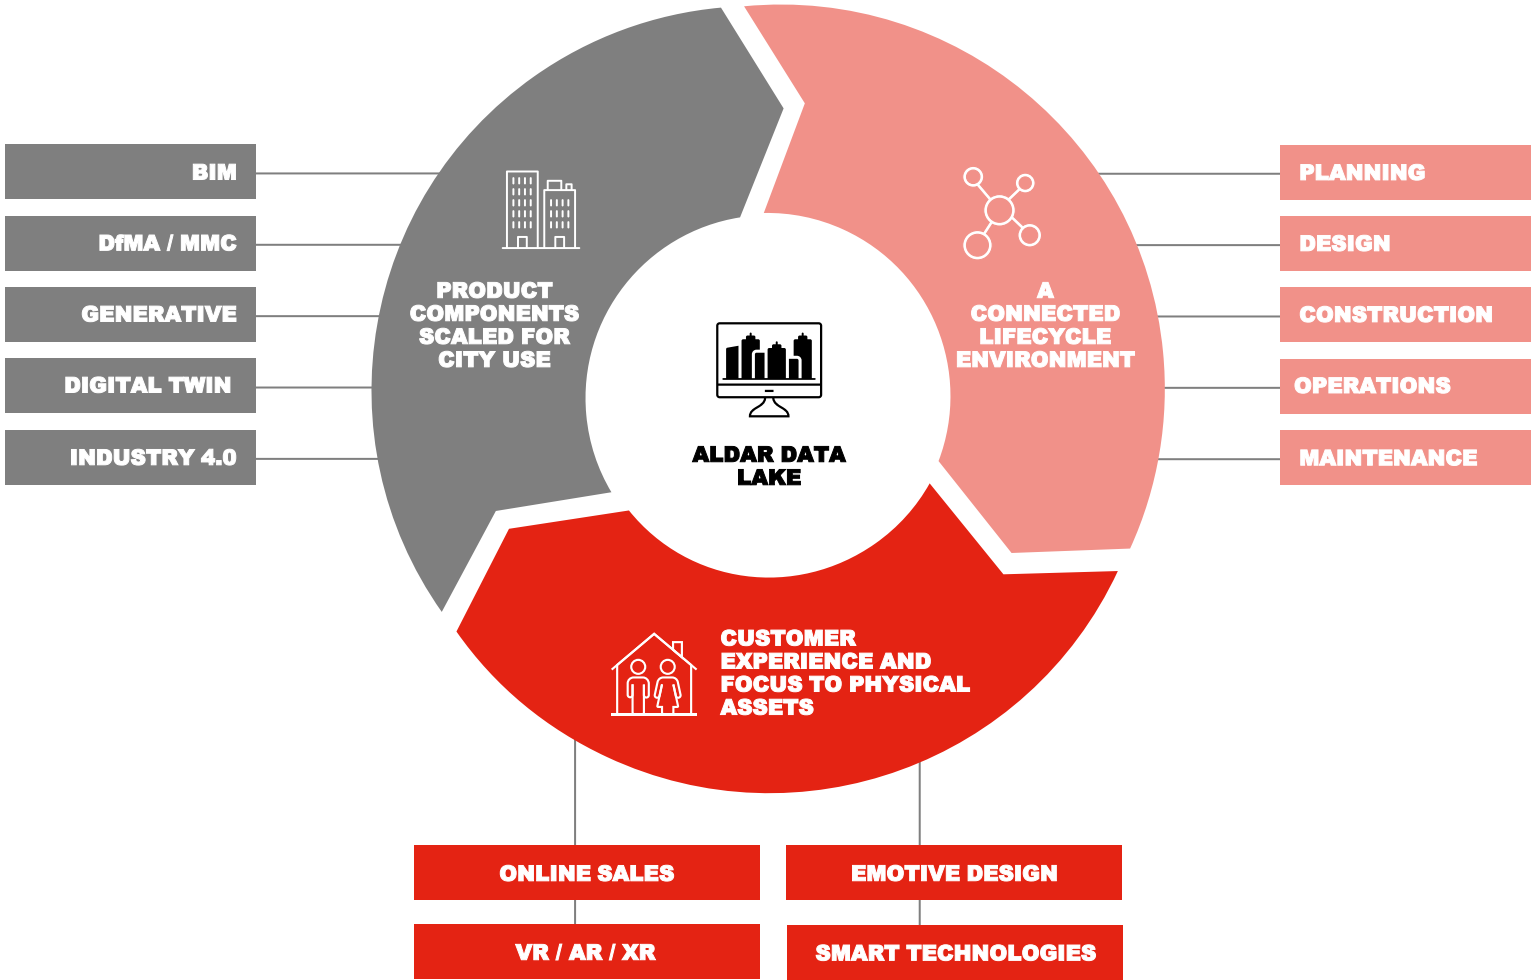 BIM
DfMA / MMC
GENERATIVE
DIGITAL TWIN
INDUSTRY 4.0
PRODUCT
COMPONENTS
SCALED FOR
CITY USE
A
CONNECTED
LIFECYCLE
ENVIRONMENT
PLANNING
DESIGN
CONSTRUCTION
OPERATIONS
MAINTENANCE
ALDAR DATA
LAKE
CUSTOMER
EXPERIENCE AND
FOCUS TO PHYSICAL
ASSETS
ONLINE SALES
EMOTIVE DESIGN
VR / AR / XR
SMART TECHNOLOGIES